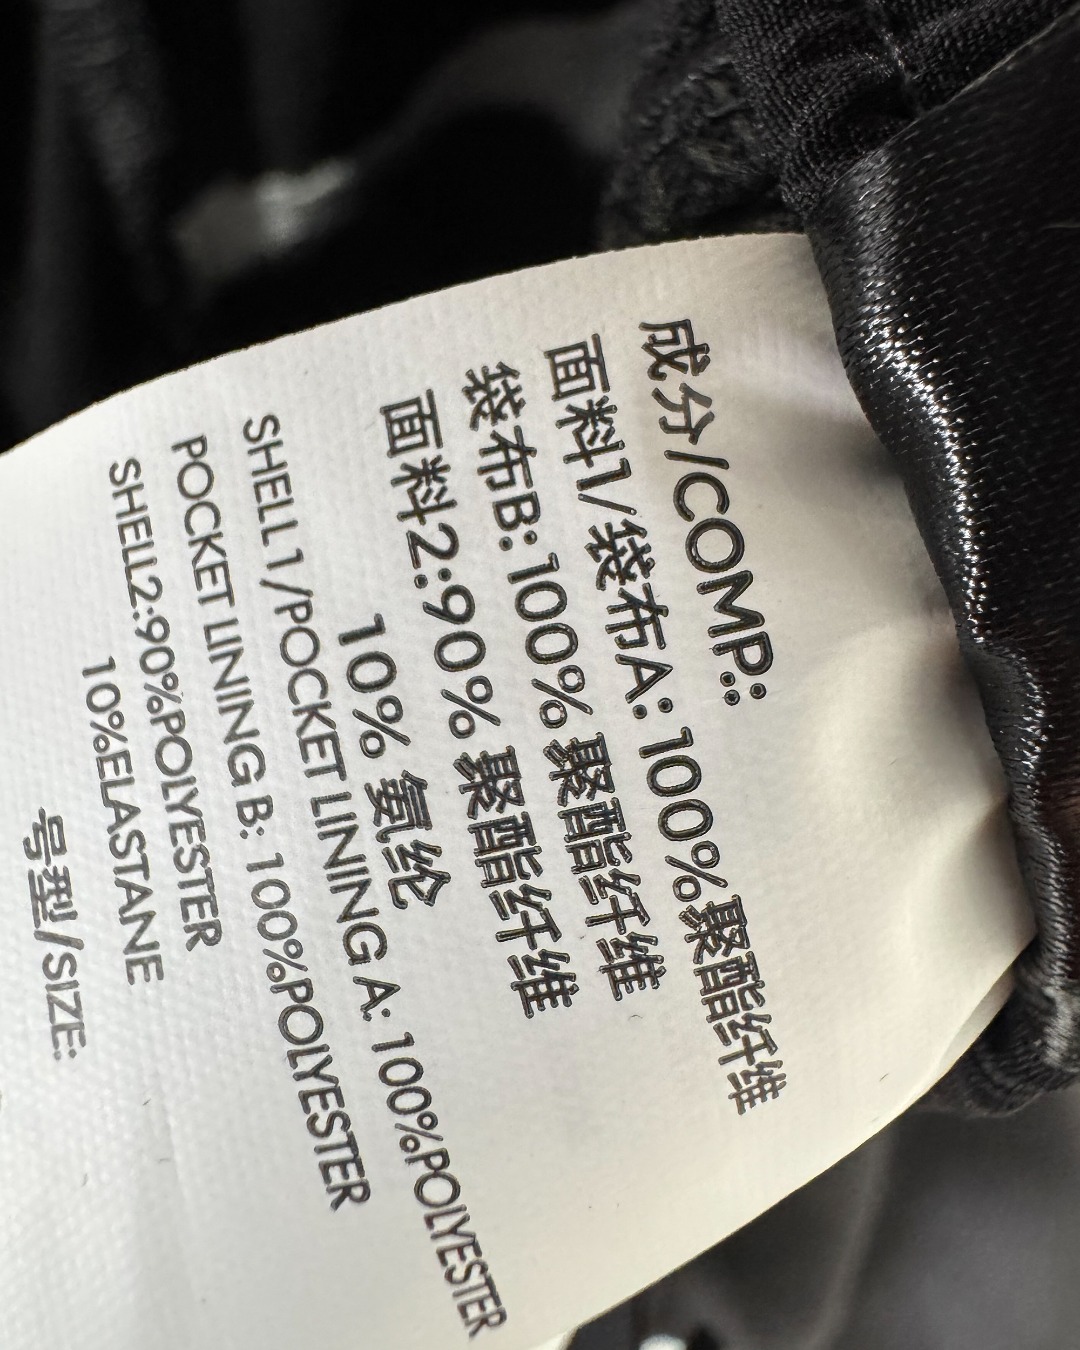 成分/COMP.:
面料1/袋布A: 100%聚酯纤维
袋布B: 100% 聚酯纤维
面料2:90% 聚酯纤维
10% 氨纶
SHELL 1/POCKET LINING A: 100%POLYESTER
POCKET LINING B: 100%POLYESTER
SHELL2:90%POLYESTER
10%ELASTANE
号型/SIZE: